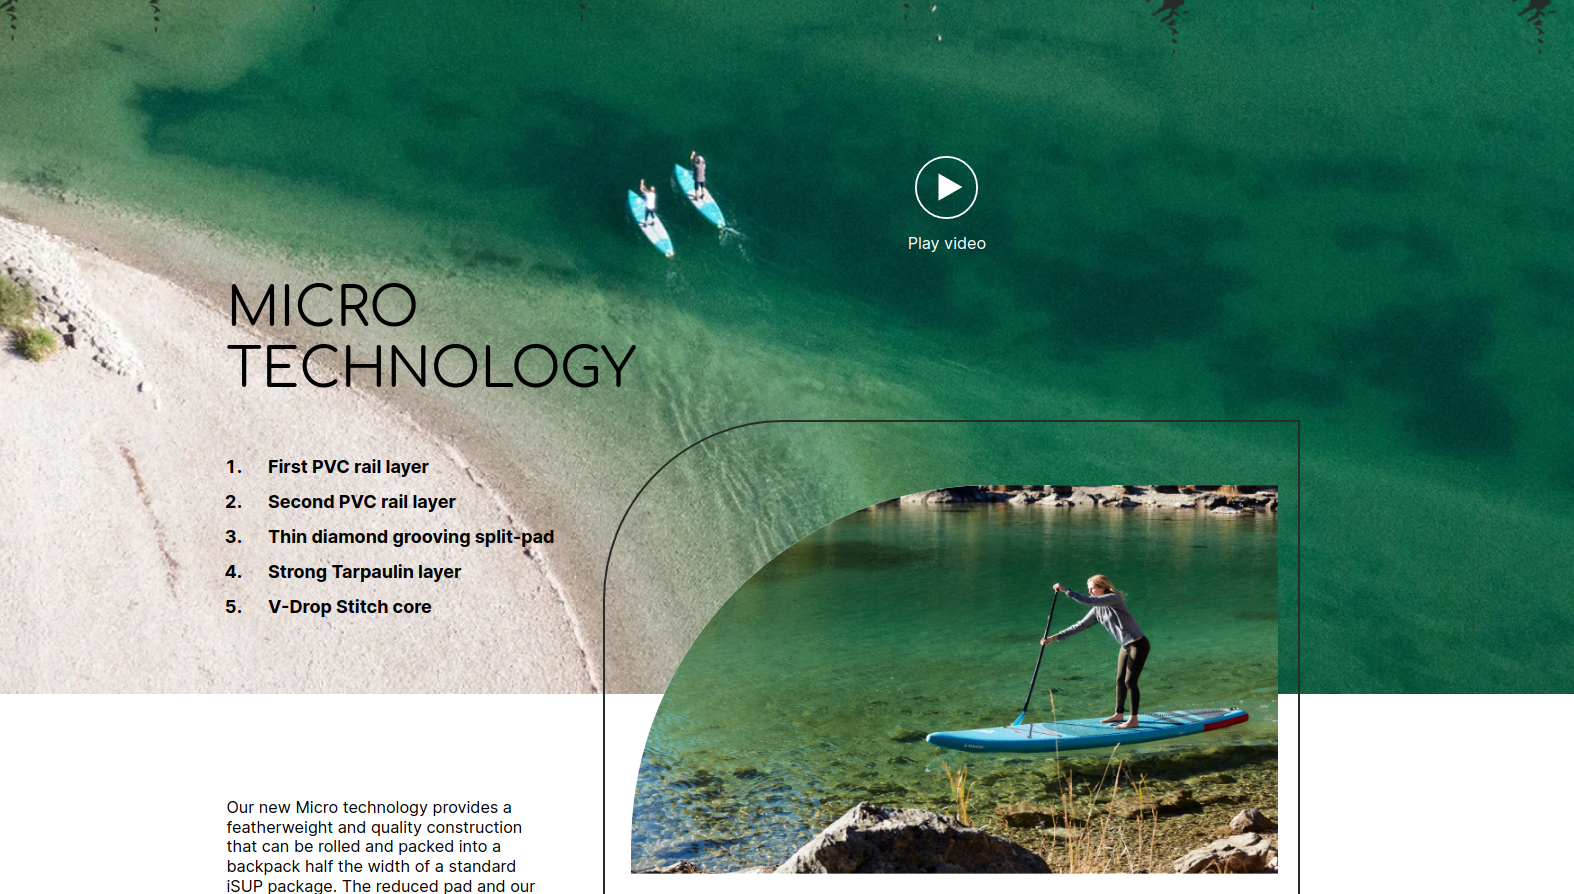 Play video
MICRO
TECHNOLOGY
1. First PVC rail layer
2. Second PVC rail layer
3. Thin diamond grooving split-pad
4. Strong Tarpaulin layer
5. V-Drop Stitch core
Our new Micro technology provides a
featherweight and quality construction
that can be rolled and packed into a
backpack half the width of a standard
iSUP package. The reduced pad and our